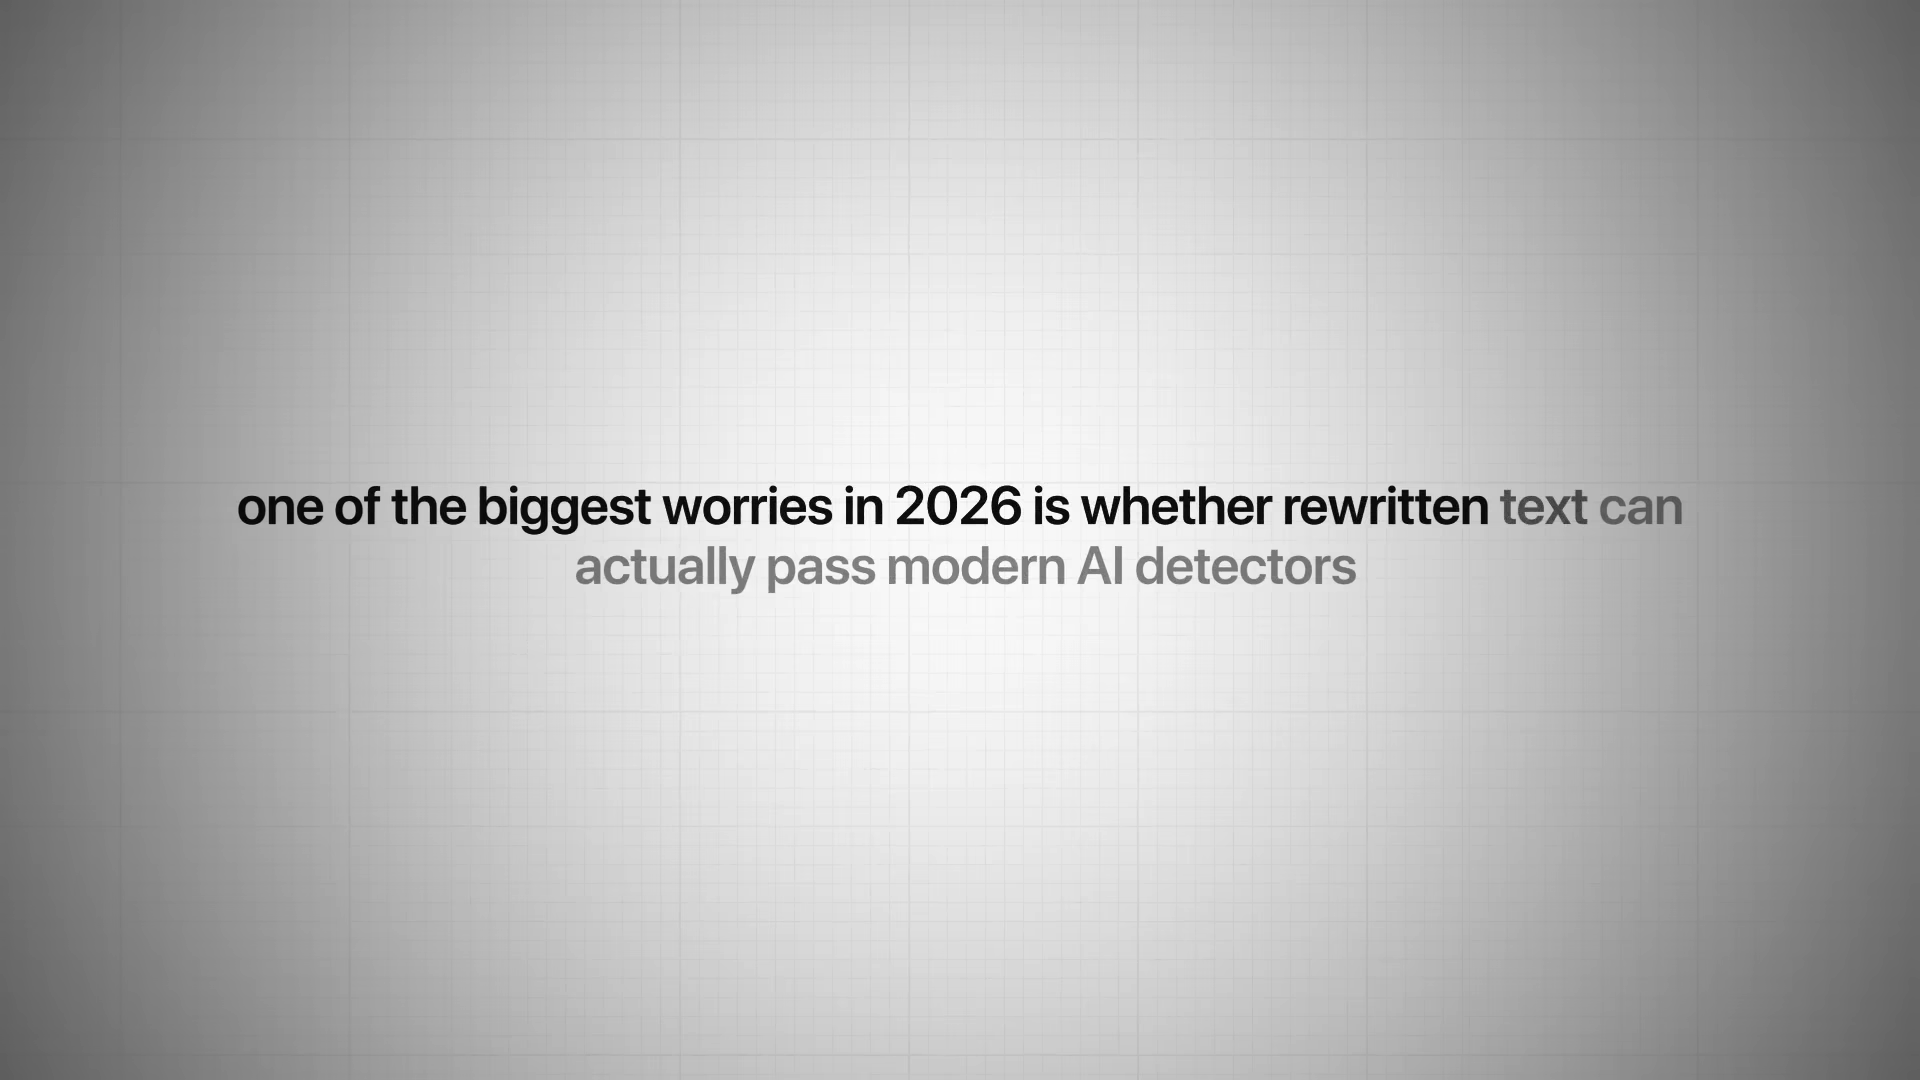 one of the biggest worries in 2026 is whether rewritten text can
actually pass modern AI detectors